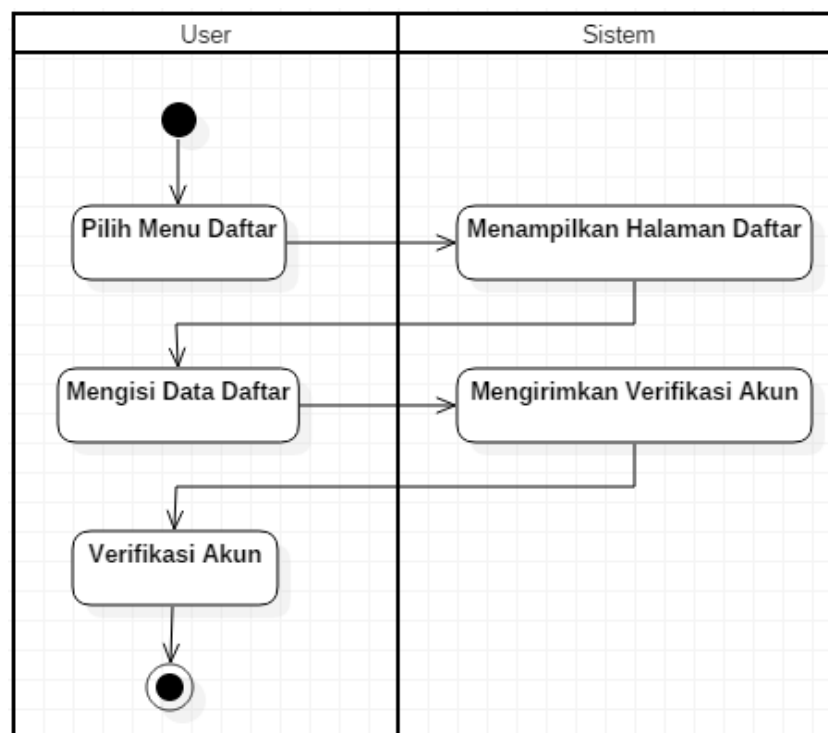 User
Sistem
Pilih Menu Daftar
Menampilkan Halaman Daftar
Mengisi Data Daftar
Mengirimkan Verifikasi Akun
Verifikasi Akun